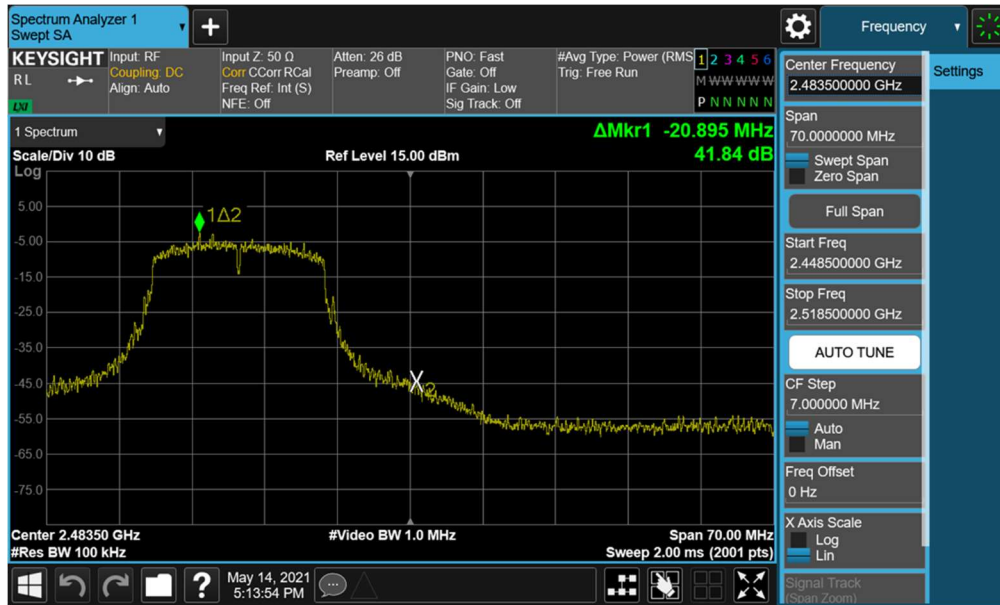 Spectrum Analyzer 1
Swept SA
+
Frequency
KEYSIGHT
R L
LXI
Input: RF
Coupling: DC
Align: Auto
Input Z: 50 Ω
Corr CCorr RCal
Freq Ref: Int (S)
NFE: Off
Atten: 26 dB
Preamp: Off
PNO: Fast
Gate: Off
IF Gain: Low
Sig Track: Off
#Avg Type: Power (RMS
Trig: Free Run
1 2 3 4 5 6
M W W W W W
P N N N N N
1 Spectrum
Scale/Div 10 dB
Log
Ref Level 15.00 dBm
ΔMkr1 -20.895 MHz
41.84 dB
5.00
-5.00
-15.0
-25.0
-35.0
-45.0
-55.0
-65.0
-75.0
1Δ2
X2
Center 2.48350 GHz
#Res BW 100 kHz
#Video BW 1.0 MHz
Span 70.00 MHz
Sweep 2.00 ms (2001 pts)
?
May 14, 2021
5:13:54 PM
Center Frequency
2.483500000 GHz
Settings
Span
70.0000000 MHz
Swept Span
Zero Span
Full Span
Start Freq
2.448500000 GHz
Stop Freq
2.518500000 GHz
AUTO TUNE
CF Step
7.000000 MHz
Auto
Man
Freq Offset
0 Hz
X Axis Scale
Log
Lin
Signal Track
(Span Zoom)